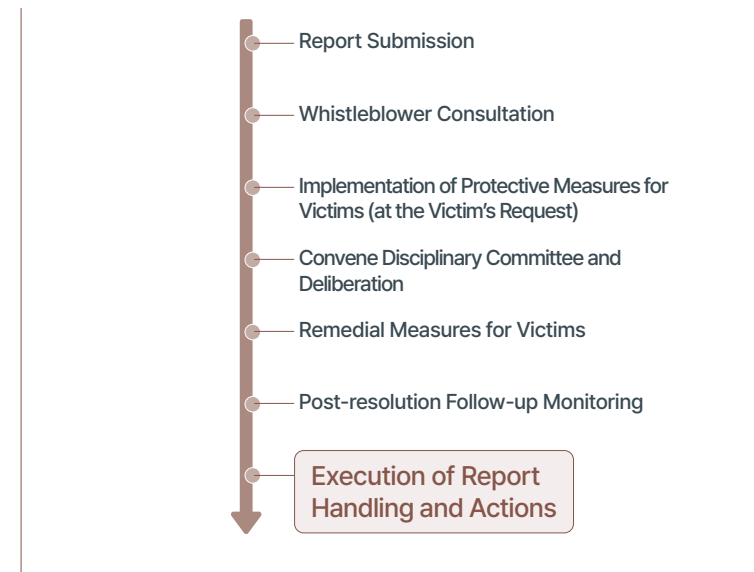 Report Submission
Whistleblower Consultation
Implementation of Protective Measures for
Victims (at the Victim’s Request)
Convene Disciplinary Committee and
Deliberation
Remedial Measures for Victims
Post-resolution Follow-up Monitoring
Execution of Report
Handling and Actions